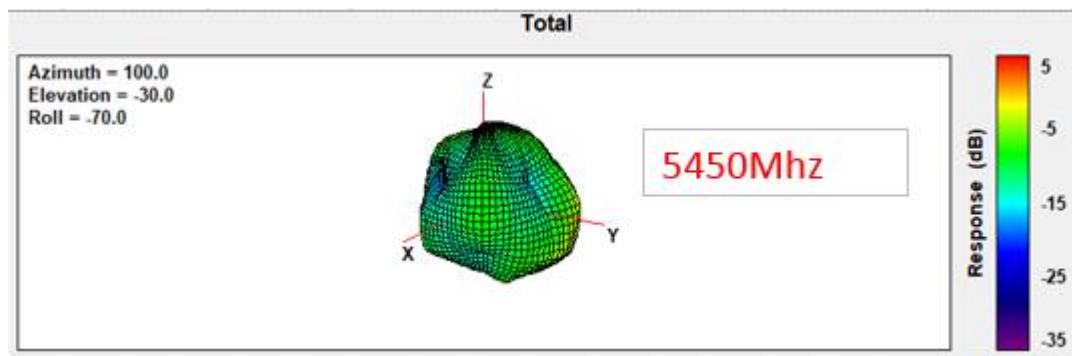 Total
Azimuth = 100.0
Elevation = -30.0
Roll = -70.0
Z
X
Y
5450Mhz
Response (dB)
5
-5
-15
-25
-35